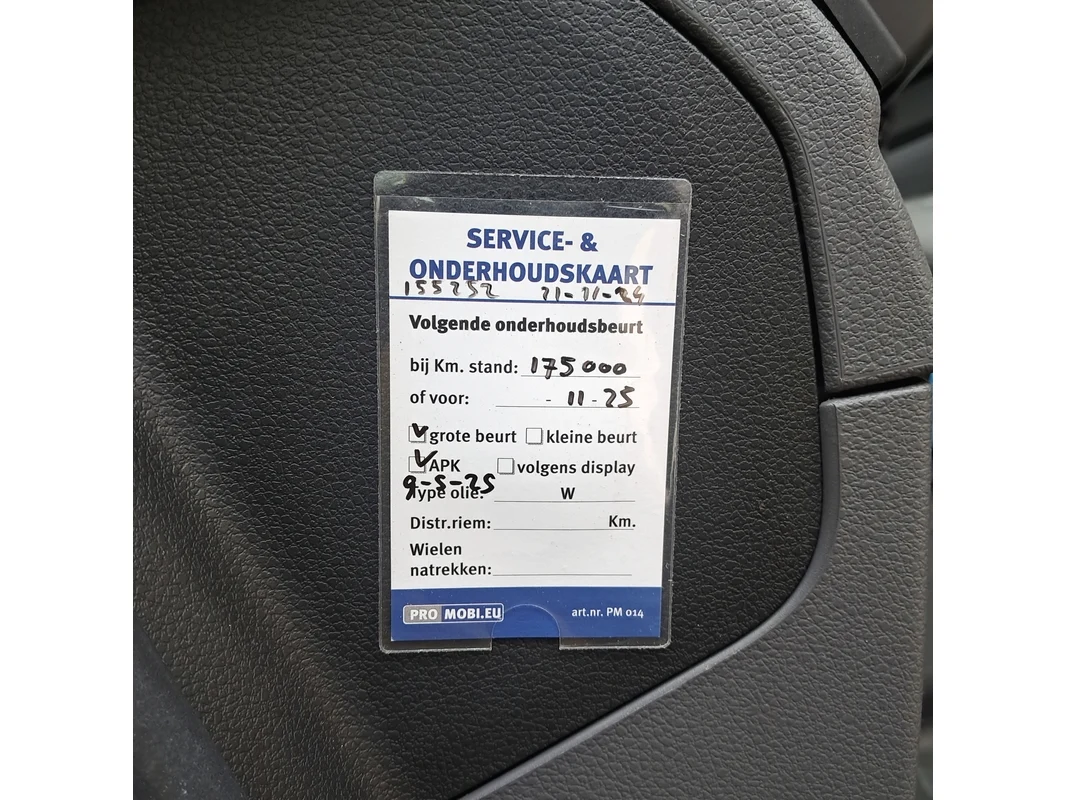 SERVICE- &
ONDERHOUDSKAART
155252 21-11-24
Volgende onderhoudsbeurt
bij Km. stand: 175000
of voor: - 11-25
grote beurt kleine beurt
APK volgens display
9-5-25
Type olie: W
Distr.riem: Km.
Wielen
natrekken:
PRO MOBI.EU art.nr. PM 014